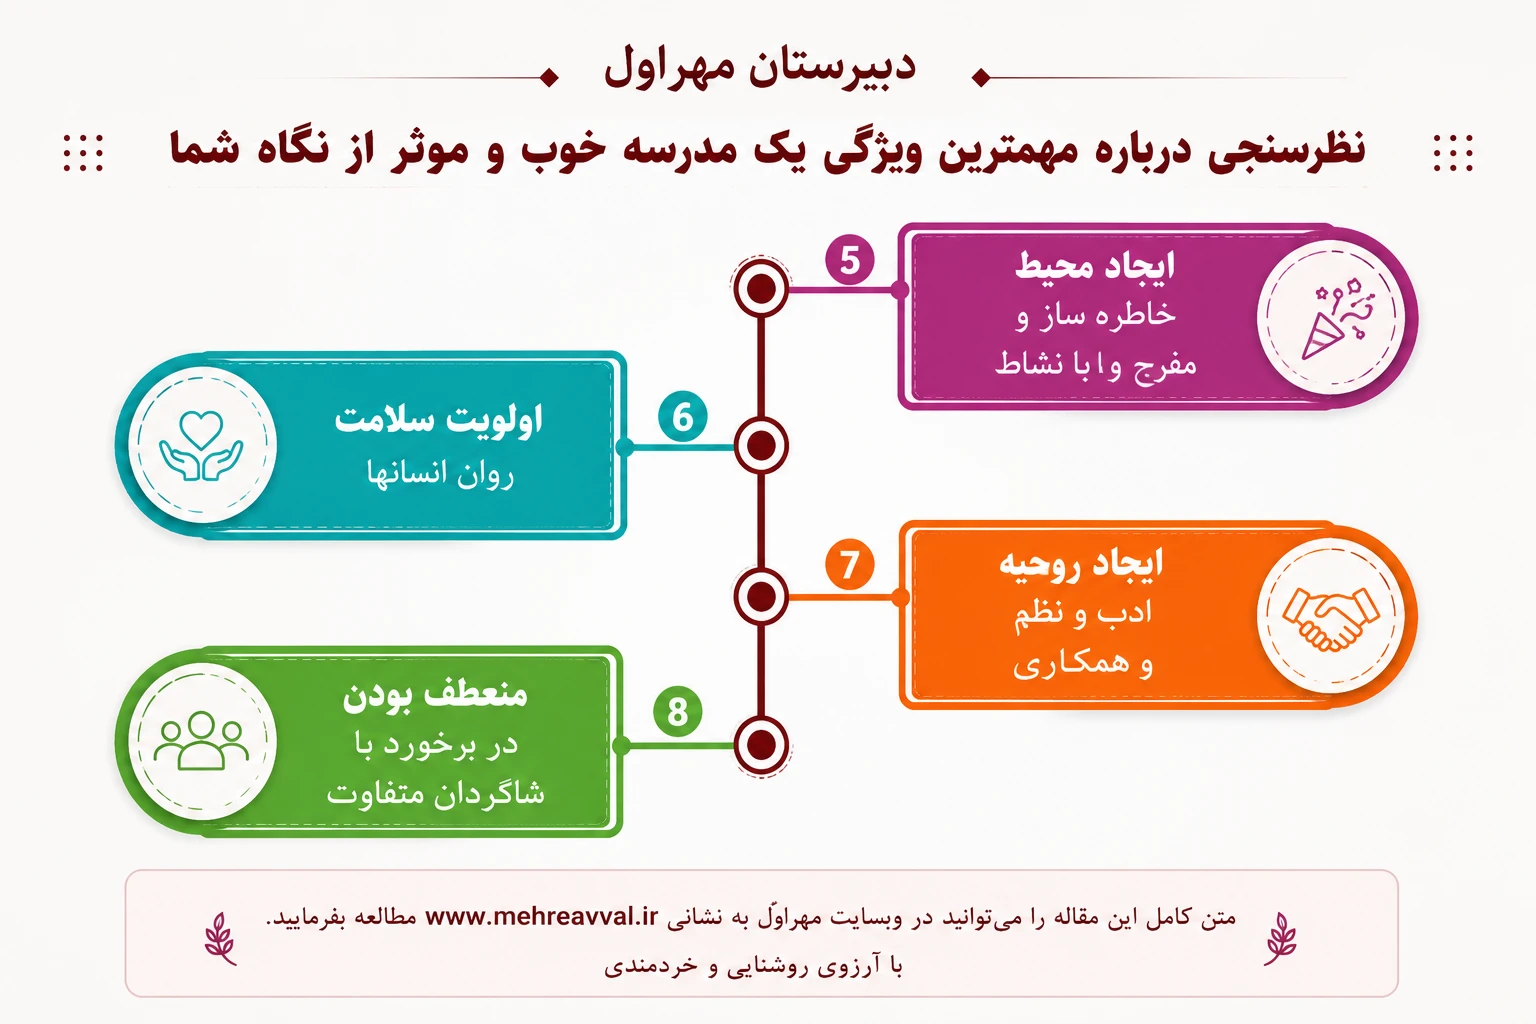 دبیرستان مهراول
نظرسنجی درباره مهمترین ویژگی یک مدرسه خوب و موثر از نگاه شما
5
ایجاد محیط
خاطره ساز و
مفرح و با نشاط
6
اولویت سلامت
روان انسانها
7
ایجاد روحیه
ادب و نظم
و همکاری
8
منعطف بودن
در برخورد با
شاگردان متفاوت
متن کامل این مقاله را می‌توانید در وبسایت مهراوّل به نشانی www.mehreavval.ir مطالعه بفرمایید.
با آرزوی روشنایی و خردمندی